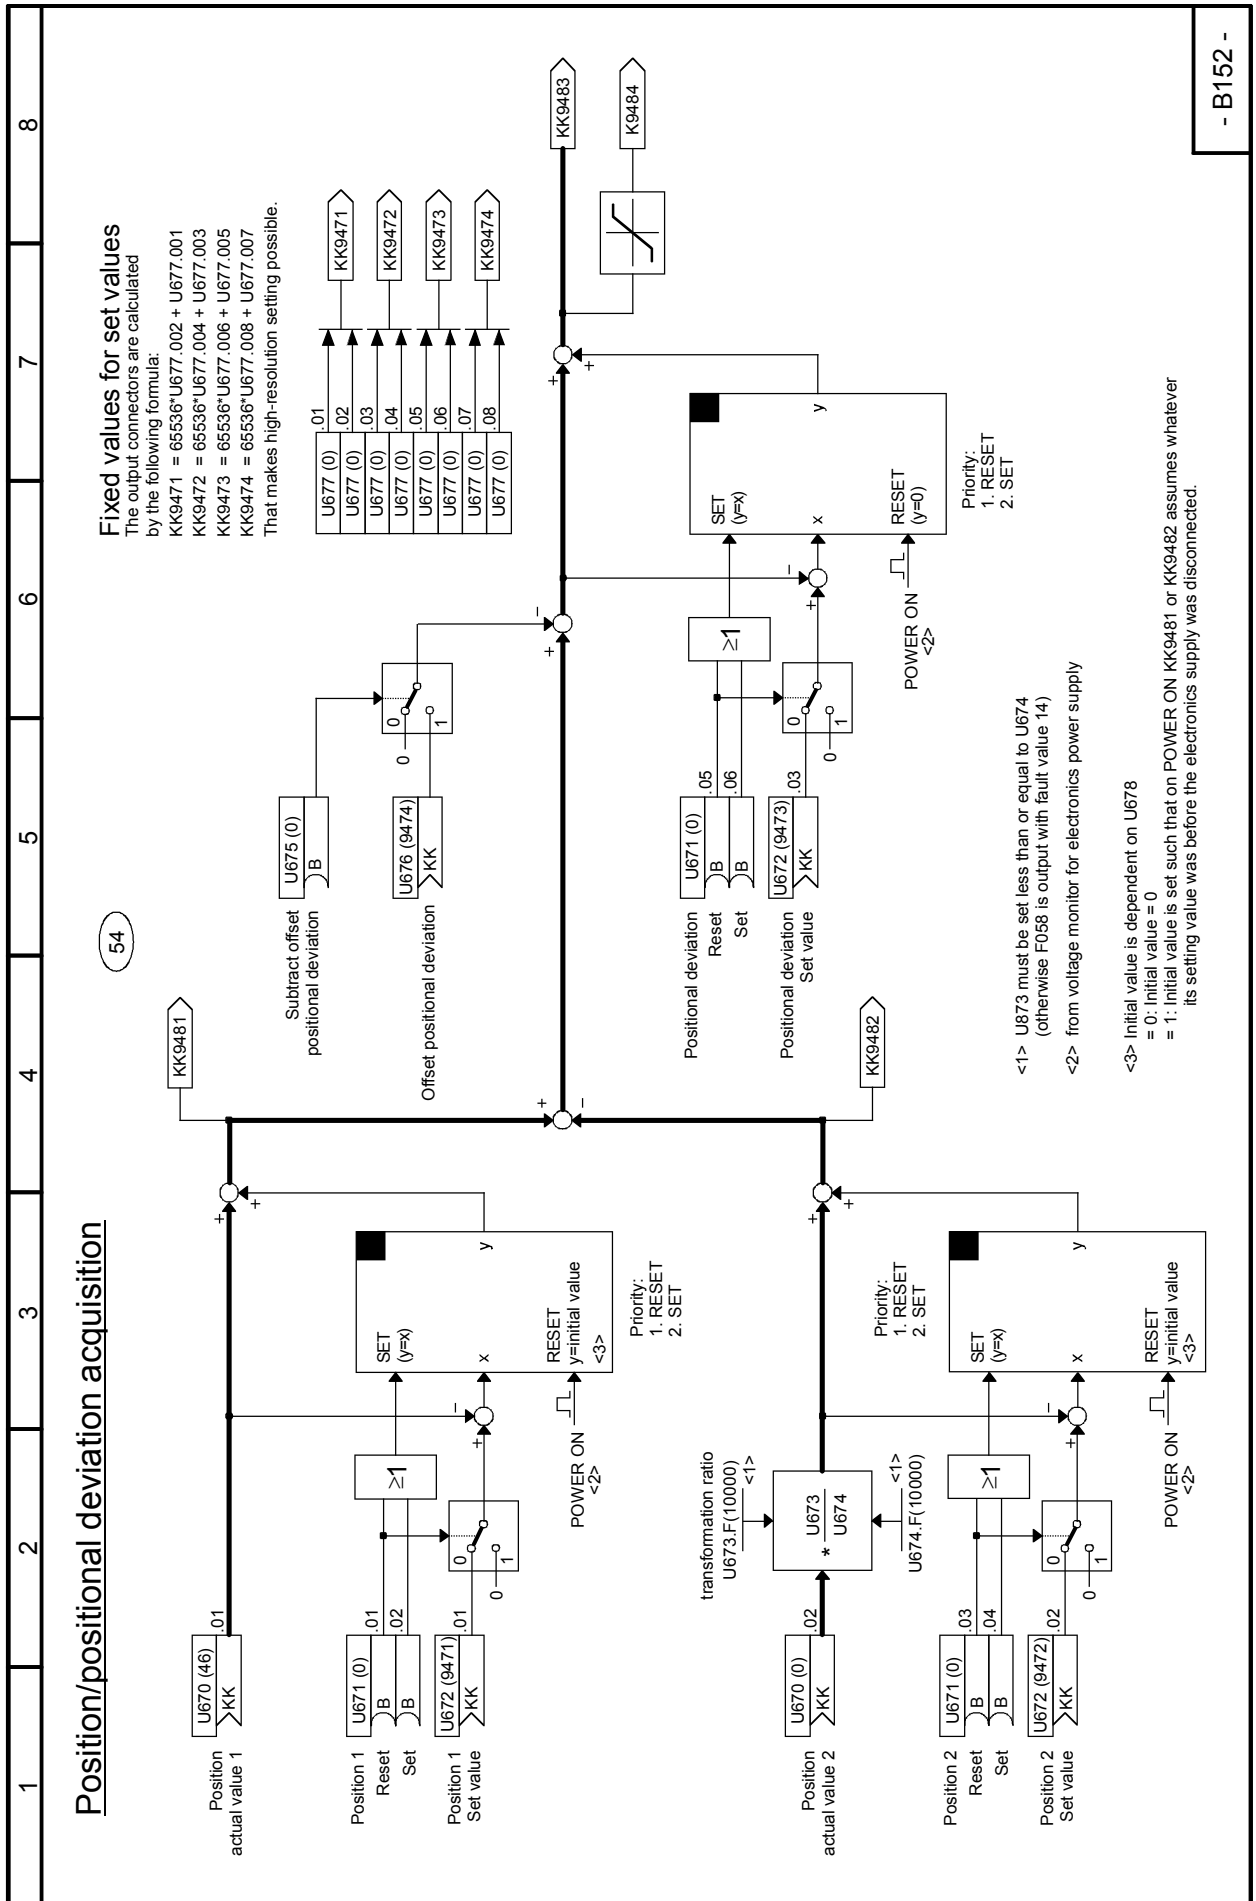 1 2 3 4 5 6 7 8
Position/positional deviation acquisition
54
Position
actual value 1
U670 (46)
KK
.01
Position 1
Reset
Set
U671 (0)
B
B
.01
.02
Position 1
Set value
U672 (9471)
KK
.01
≥1
0
1
0
+
–
SET
(y=x)
x
y
RESET
y=initial value
<3>
POWER ON
<2>
Priority:
1. RESET
2. SET
+
+
KK9481
Position
actual value 2
U670 (0)
KK
.02
transformation ratio
U673.F(10000)
<1>
* U673
U674
<1>
U674.F(10000)
Position 2
Reset
Set
U671 (0)
B
B
.03
.04
Position 2
Set value
U672 (9472)
KK
.02
≥1
0
1
0
+
–
SET
(y=x)
x
y
RESET
y=initial value
<3>
POWER ON
<2>
Priority:
1. RESET
2. SET
+
+
KK9482
+
–
Subtract offset
positional deviation
U675 (0)
B
Offset positional deviation
U676 (9474)
KK
0
0
1
+
–
Positional deviation
Reset
Set
U671 (0)
B
B
.05
.06
Positional deviation
Set value
U672 (9473)
KK
.03
≥1
0
1
0
+
–
SET
(y=x)
x
y
RESET
(y=0)
POWER ON
<2>
Priority:
1. RESET
2. SET
+
+
KK9483
K9484
Fixed values for set values
The output connectors are calculated
by the following formula:
KK9471 = 65536*U677.002 + U677.001
KK9472 = 65536*U677.004 + U677.003
KK9473 = 65536*U677.006 + U677.005
KK9474 = 65536*U677.008 + U677.007
That makes high-resolution setting possible.
U677 (0) .01
U677 (0) .02
U677 (0) .03
U677 (0) .04
U677 (0) .05
U677 (0) .06
U677 (0) .07
U677 (0) .08
KK9471
KK9472
KK9473
KK9474
<1> U873 must be set less than or equal to U674
(otherwise F058 is output with fault value 14)
<2> from voltage monitor for electronics power supply
<3> Initial value is dependent on U678
= 0: Initial value = 0
= 1: Initial value is set such that on POWER ON KK9481 or KK9482 assumes whatever
its setting value was before the electronics supply was disconnected.
- B152 -